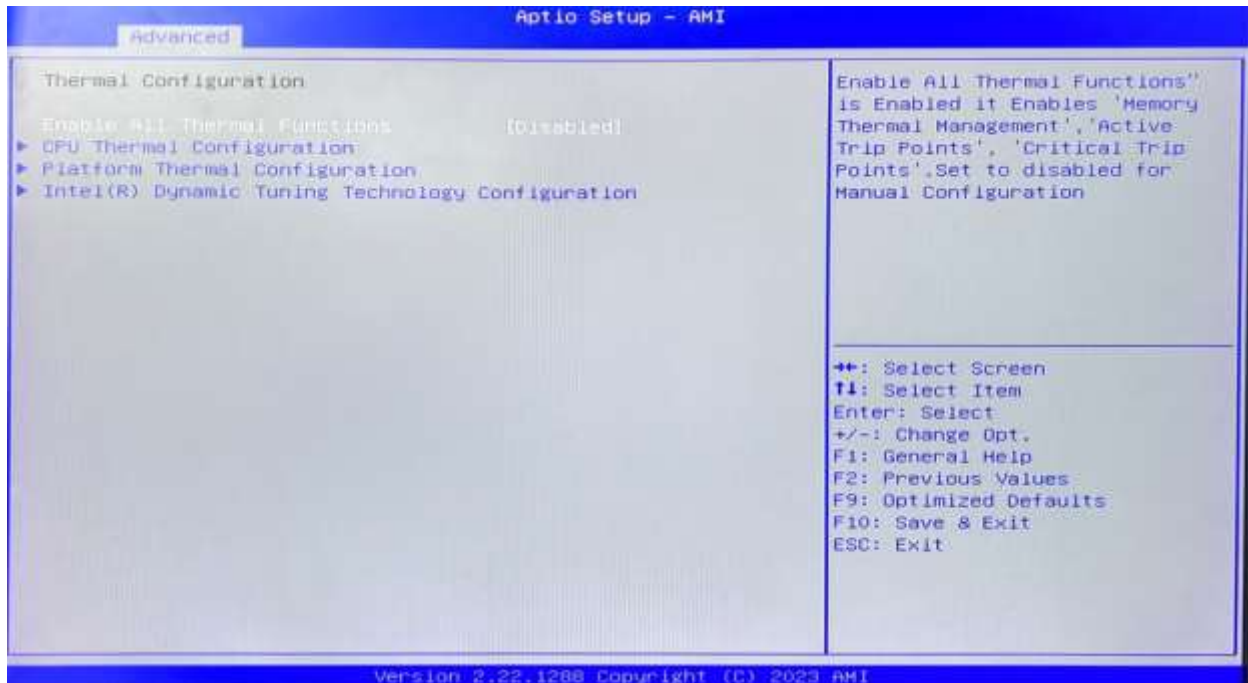 Aptio Setup - AMI
Advanced
Thermal Configuration
Enable All Thermal Functions [Disabled]
▶ CPU Thermal Configuration
▶ Platform Thermal Configuration
▶ Intel(R) Dynamic Tuning Technology Configuration
Enable All Thermal Functions"
is Enabled it Enables 'Memory
Thermal Management','Active
Trip Points', 'Critical Trip
Points'.Set to disabled for
Manual Configuration
→←: Select Screen
↑↓: Select Item
Enter: Select
+/-: Change Opt.
F1: General Help
F2: Previous Values
F9: Optimized Defaults
F10: Save & Exit
ESC: Exit
Version 2.22.1288 Copyright (C) 2023 AMI